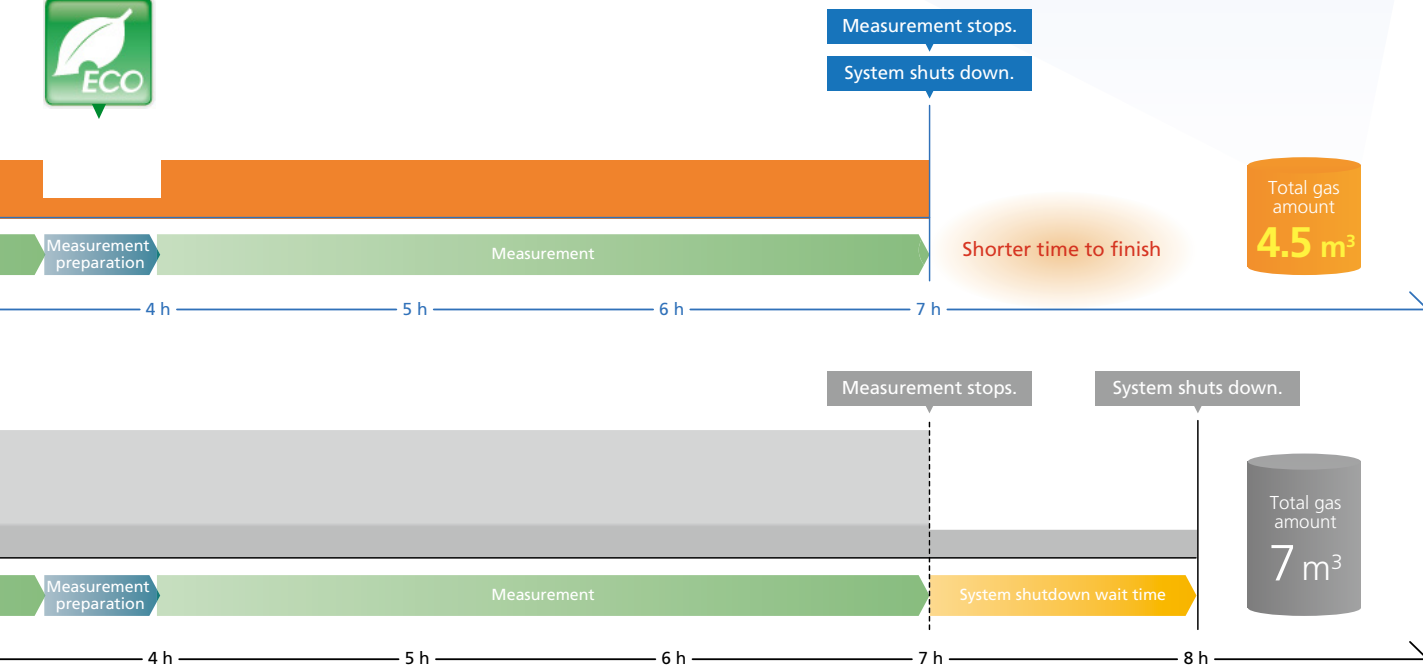 ECO
Measurement stops.
System shuts down.
Total gas
amount
4.5 m³
Measurement
preparation
Measurement
Shorter time to finish
4 h
5 h
6 h
7 h
Measurement stops.
System shuts down.
Total gas
amount
7 m³
Measurement
preparation
Measurement
System shutdown wait time
4 h
5 h
6 h
7 h
8 h